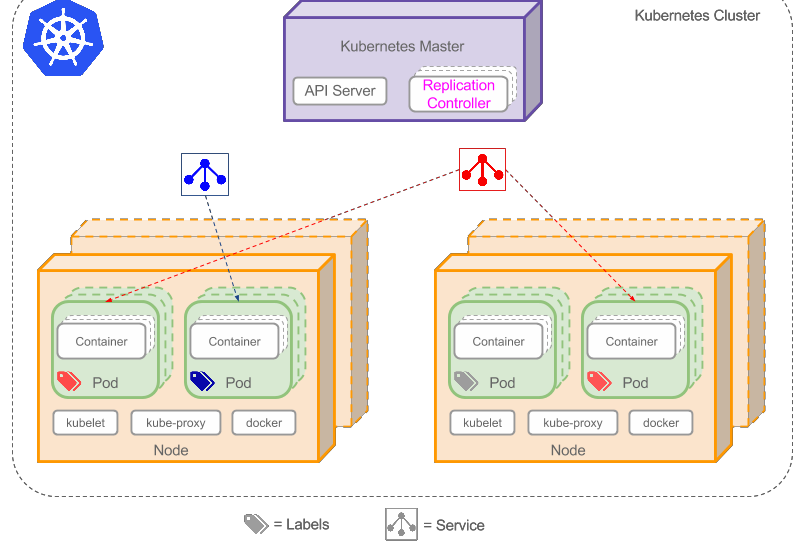 Kubernetes Cluster
Kubernetes Master
API Server
Replication
Controller
Container
Container
Pod
Pod
kubelet
kube-proxy
docker
Node
Container
Container
Pod
Pod
kubelet
kube-proxy
docker
Node
= Labels
= Service